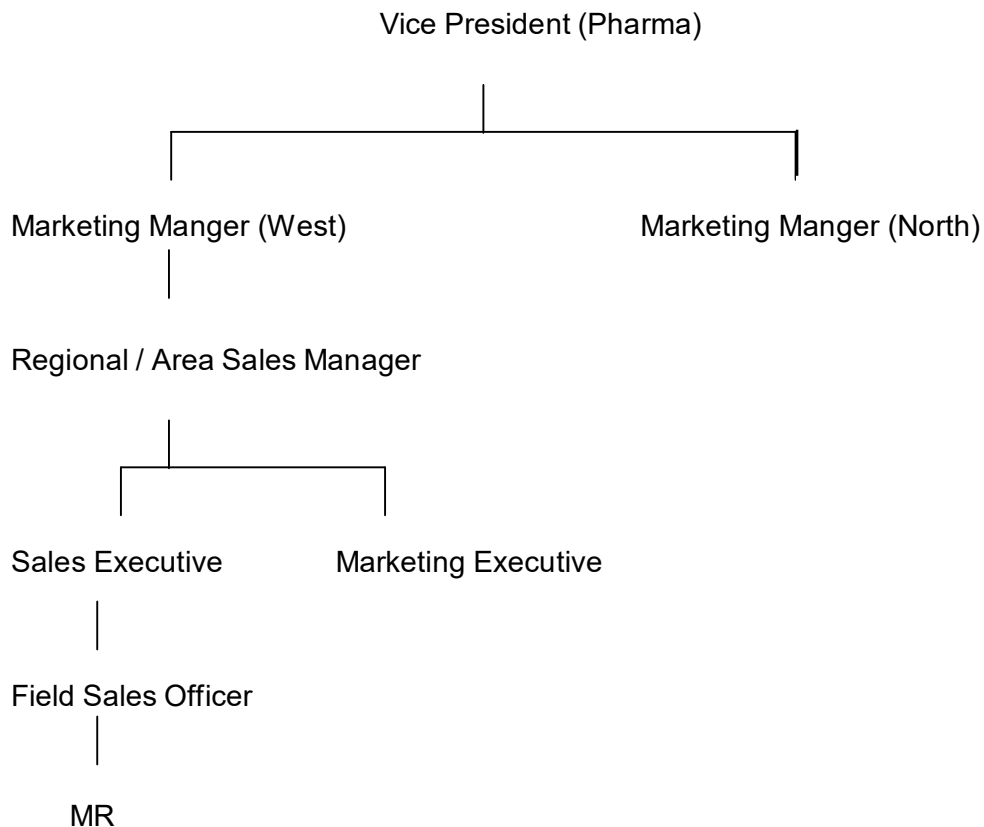 Vice President (Pharma)
Marketing Manger (West) Marketing Manger (North)
Regional / Area Sales Manager
Sales Executive Marketing Executive
Field Sales Officer
MR